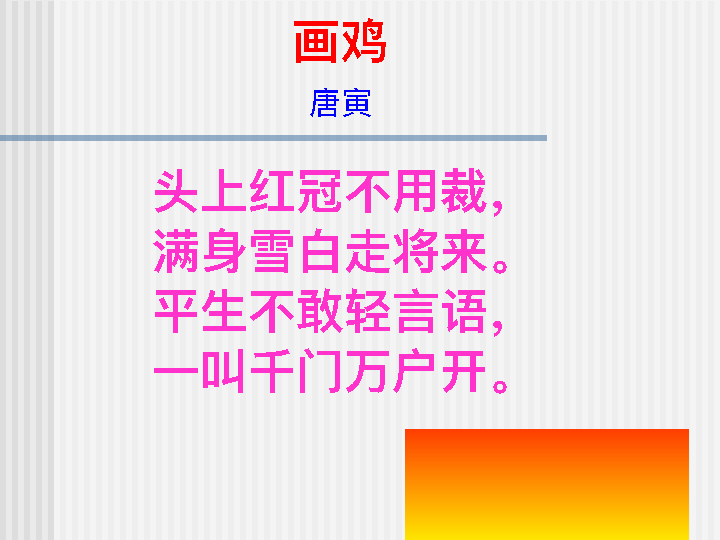 画鸡
唐寅
头上红冠不用裁，
满身雪白走将来。
平生不敢轻言语，
一叫千门万户开。